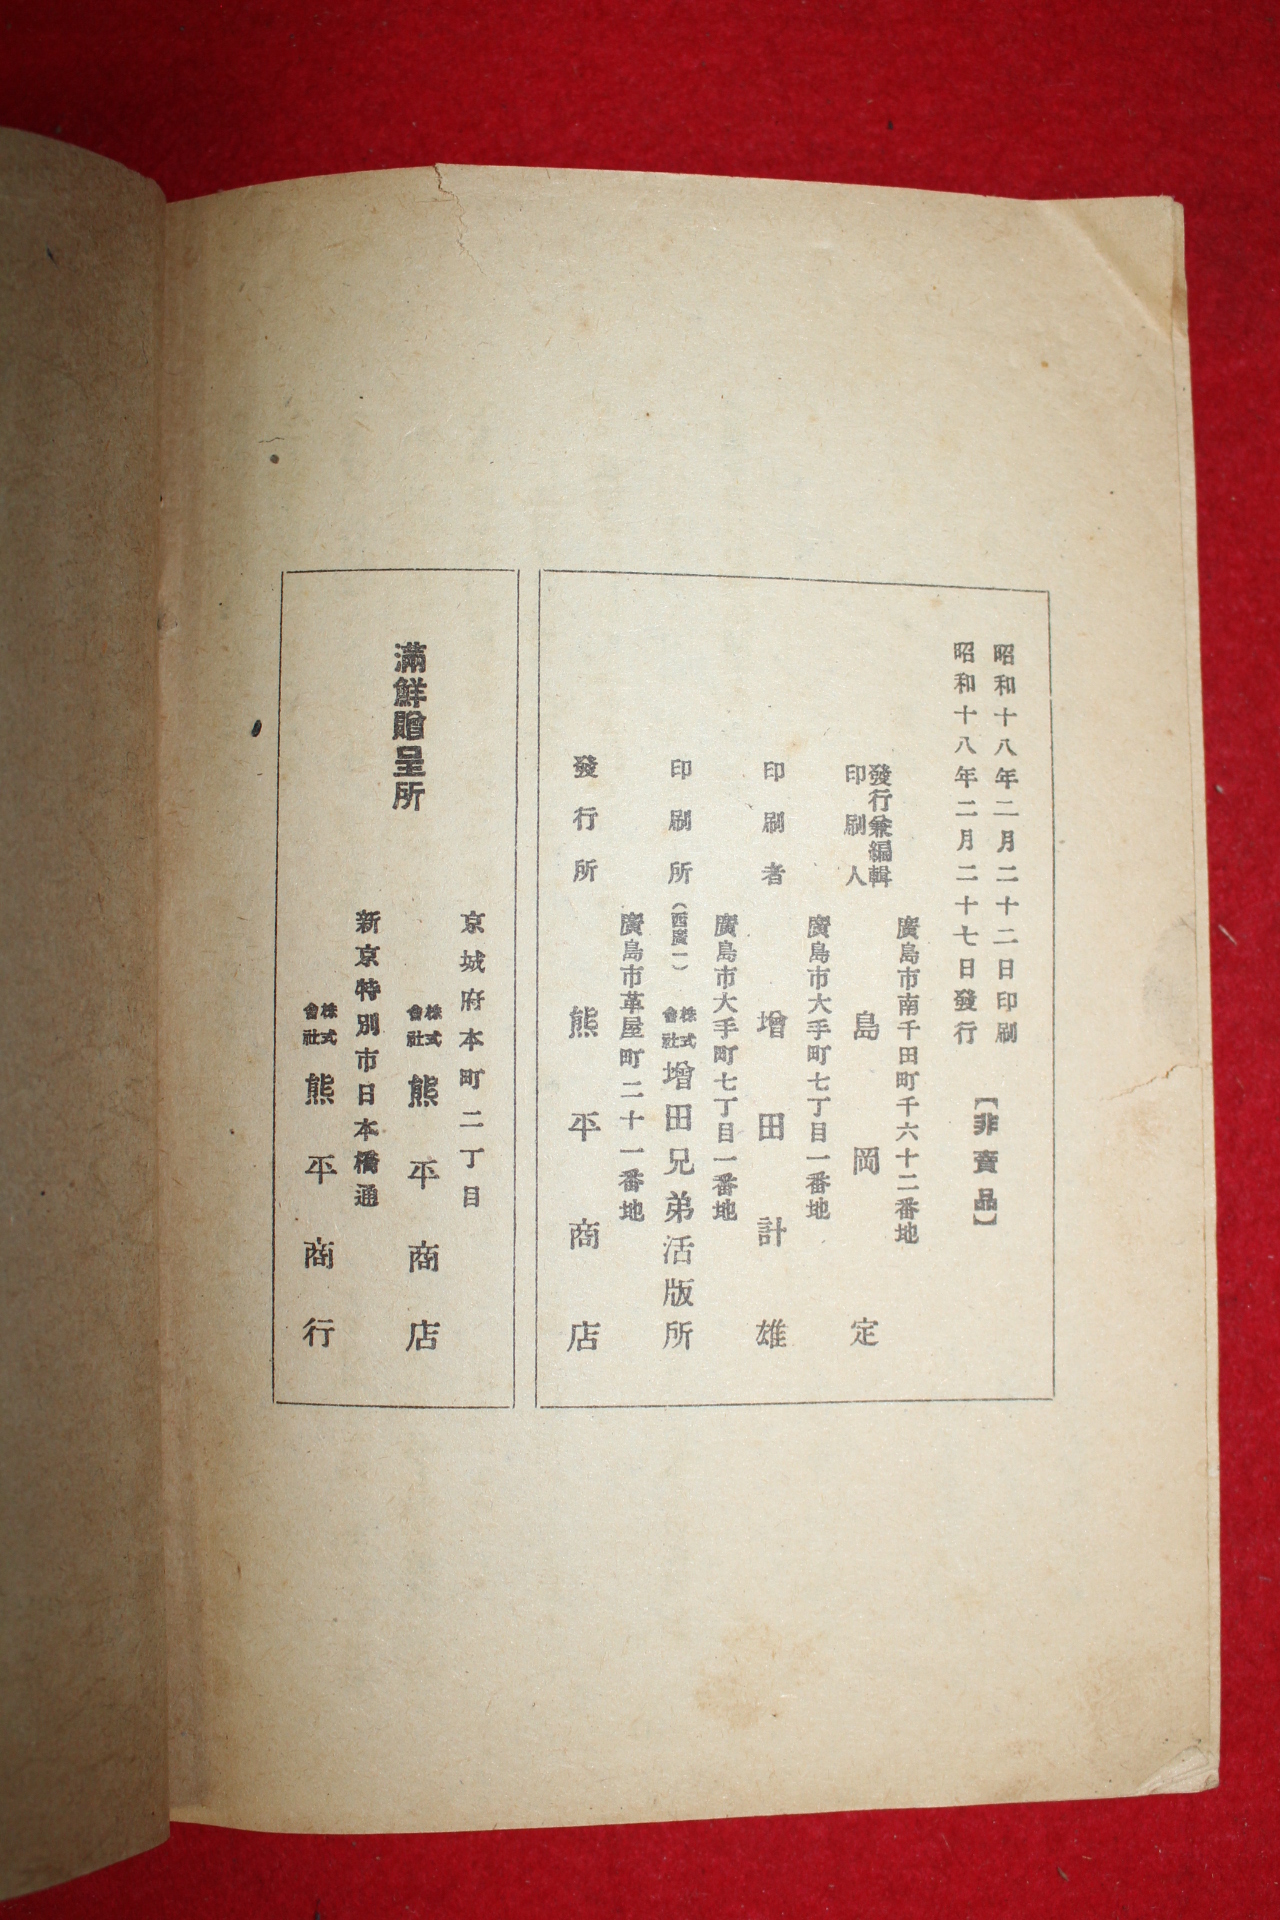 昭和十八年二月二十二日印刷
昭和十八年二月二十七日發行
【非賣品】
廣島市南千田町千六十二番地
發行兼編輯
印刷人
島岡定
廣島市大手町七丁目一番地
印刷者
增田計雄
廣島市大手町七丁目一番地
印刷所(西廣一)株式會社增田兄弟活版所
廣島市革屋町二十一番地
發行所
熊平商店
滿鮮贈呈所
京城府本町二丁目
株式會社熊平商店
新京特別市日本橋通
株式會社熊平商行